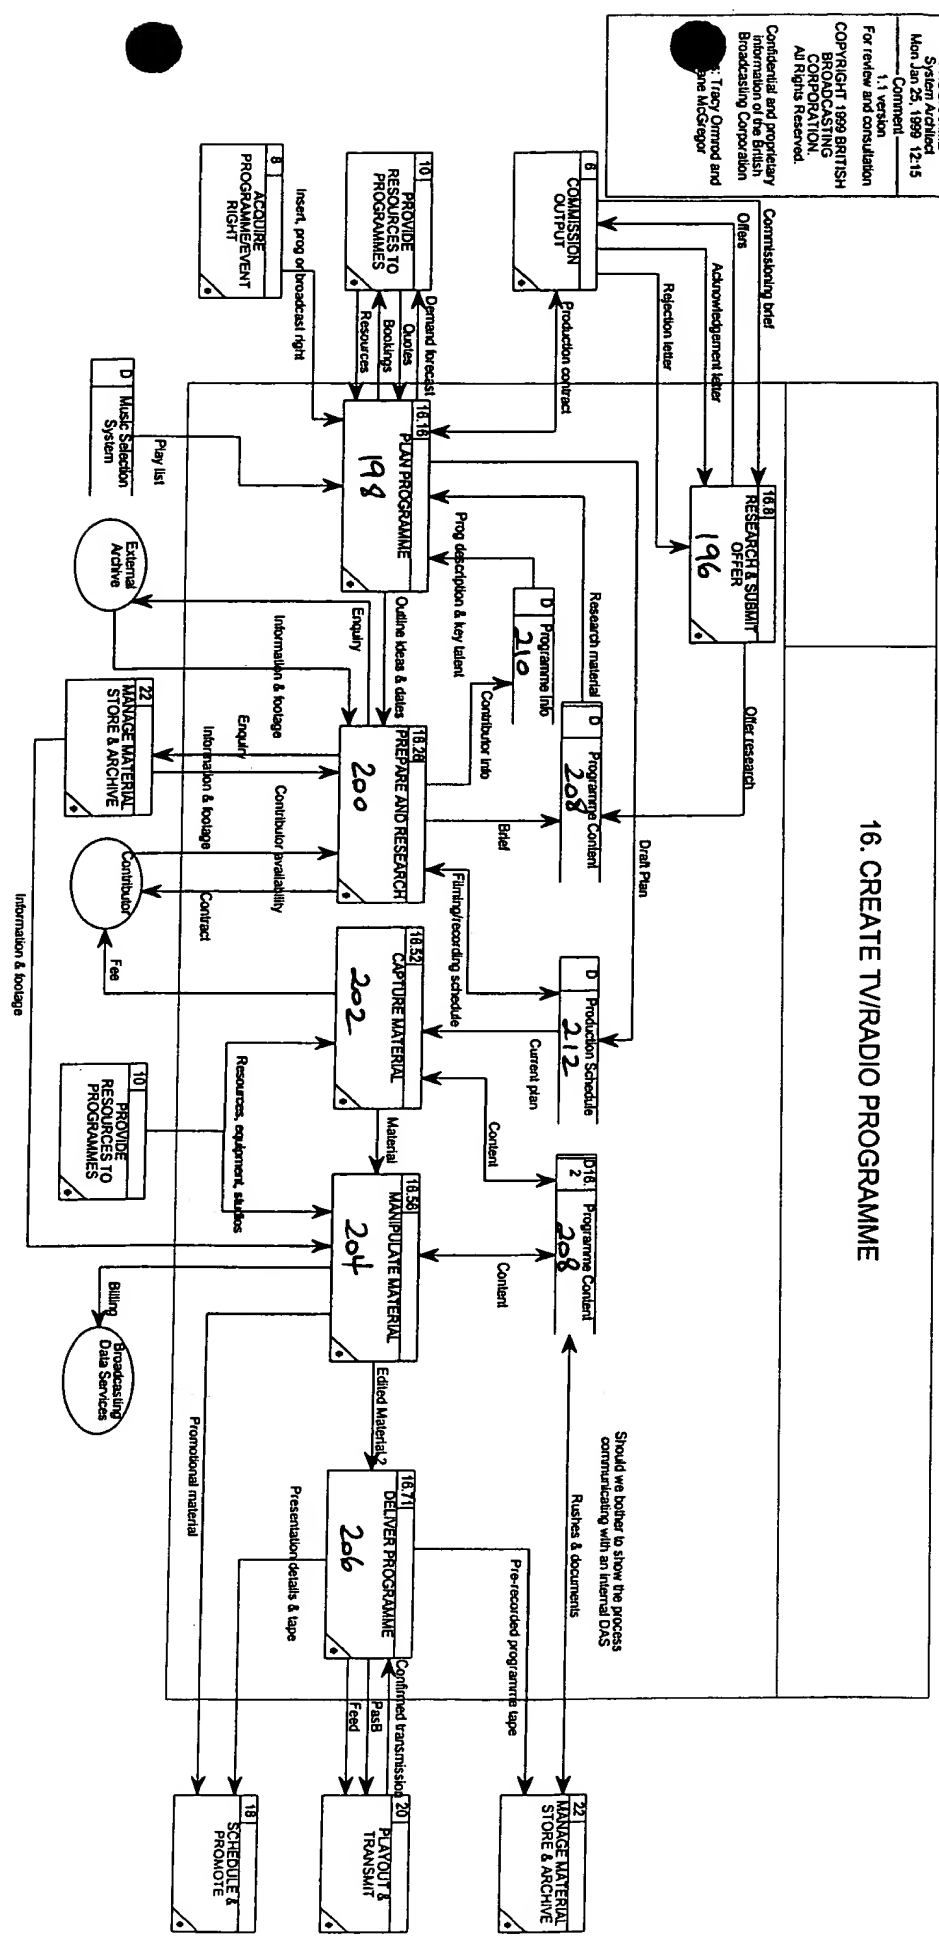 System Architect
Mon Jan 25, 1999 12:15
Comment
1.1 version
For review and consultation
COPYRIGHT 1999 BRITISH
BROADCASTING
CORPORATION.
All Rights Reserved.
Confidential and proprietary
information of the British
Broadcasting Corporation
: Tracy Ormrod and
ane McGregor
16. CREATE TV/RADIO PROGRAMME
Commissioning brief
Offers
Acknowledgement letter
Rejection letter
6
COMMISSION
OUTPUT
Production contract
16.8
RESEARCH & SUBMIT
OFFER
196
Offer research
10
PROVIDE
RESOURCES TO
PROGRAMMES
Demand forecast
Quotes
Bookings
Resources
8
ACQUIRE
PROGRAMME/EVENT
RIGHT
Insert, prog or broadcast right
D
Music Selection
System
Play list
16.16
PLAN PROGRAMME
198
Draft Plan
Research material
Prog description & key talent
Outline ideas & dates
D
Programme Info
210
D
Programme Content
208
Contributor info
Brief
External
Archive
Enquiry
Information & footage
22
MANAGE MATERIAL
STORE & ARCHIVE
Enquiry
Information & footage
16.26
PREPARE AND RESEARCH
200
Contributor
Contributor availability
Contract
Fee
Filming/recording schedule
D
Production Schedule
212
Current plan
16.52
CAPTURE MATERIAL
202
Content
Material
Information & footage
10
PROVIDE
RESOURCES TO
PROGRAMMES
Resources, equipment, studios
D16.
2
Programme Content
208
Content
16.56
MANIPULATE MATERIAL
204
Billing
Broadcasting
Data Services
Promotional material
Edited Material 2
Should we bother to show the process
communicating with an internal DAS
Rushes & documents
16.71
DELIVER PROGRAMME
206
Pre-recorded programme tape
Presentation details & tape
Confirmed transmission
PasB
Feed
22
MANAGE MATERIAL
STORE & ARCHIVE
20
PLAYOUT &
TRANSMIT
18
SCHEDULE &
PROMOTE